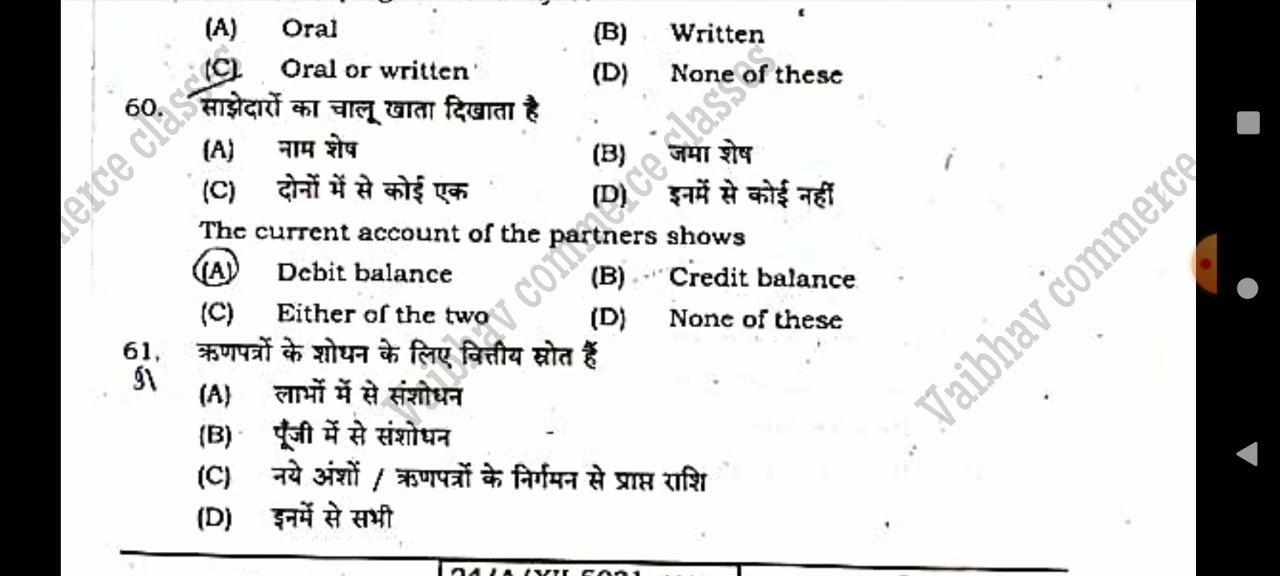 (A) Oral (B) Written
(C) Oral or written (D) None of these
60. साझेदारों का चालू खाता दिखाता है
(A) नाम शेष (B) जमा शेष
(C) दोनों में से कोई एक (D) इनमें से कोई नहीं
The current account of the partners shows
(A) Debit balance (B) Credit balance
(C) Either of the two (D) None of these
61. ऋणपत्रों के शोधन के लिए वित्तीय स्रोत हैं
(A) लाभों में से संशोधन
(B) पूँजी में से संशोधन
(C) नये अंशों / ऋणपत्रों के निर्गमन से प्राप्त राशि
(D) इनमें से सभी
merce classes
Vaibhav commerce classes
Vaibhav commerce